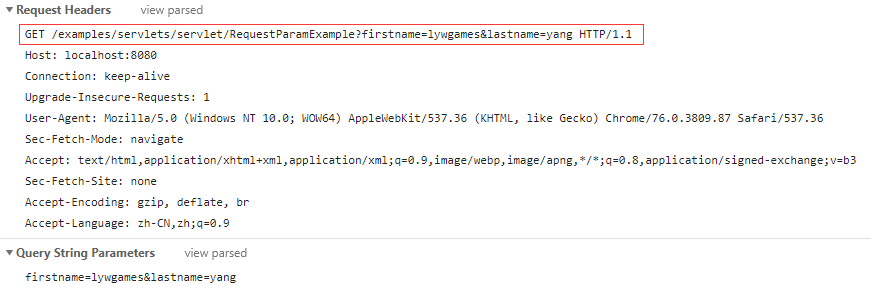 Request Headers view parsed
GET /examples/servlets/servlet/RequestParamExample?firstname=lywgames&lastname=yang HTTP/1.1
Host: localhost:8080
Connection: keep-alive
Upgrade-Insecure-Requests: 1
User-Agent: Mozilla/5.0 (Windows NT 10.0; WOW64) AppleWebKit/537.36 (KHTML, like Gecko) Chrome/76.0.3809.87 Safari/537.36
Sec-Fetch-Mode: navigate
Accept: text/html,application/xhtml+xml,application/xml;q=0.9,image/webp,image/apng,*/*;q=0.8,application/signed-exchange;v=b3
Sec-Fetch-Site: none
Accept-Encoding: gzip, deflate, br
Accept-Language: zh-CN,zh;q=0.9
Query String Parameters view parsed
firstname=lywgames&lastname=yang